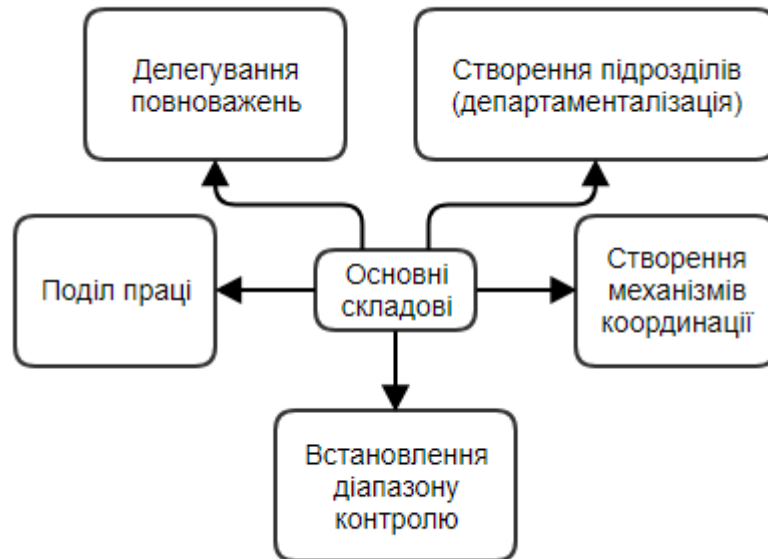 Делегування
повноважень
Створення підрозділів
(департаменталізація)
Поділ праці
Основні
складові
Створення
механізмів
координації
Встановлення
діапазону
контролю